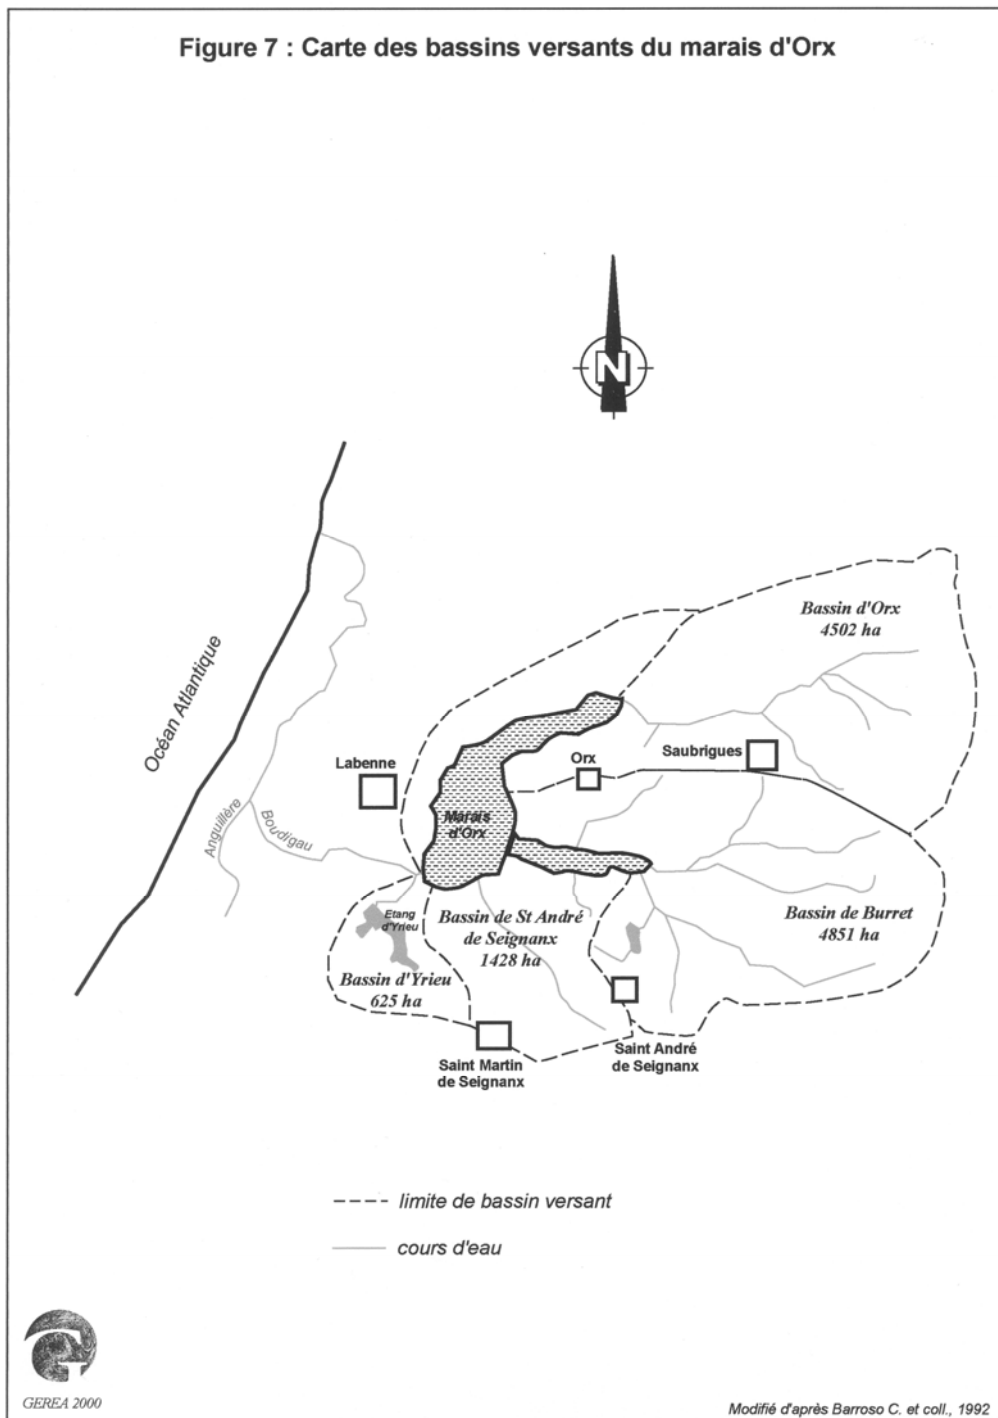 Figure 7 : Carte des bassins versants du marais d'Orx
N
Océan Atlantique
Bassin d'Orx
4502 ha
Labenne
Orx
Saubrigues
Marais
d'Orx
Anguillère
Boudigau
Etang
d'Yrieu
Bassin de St André
de Seignanx
1428 ha
Bassin de Burret
4851 ha
Bassin d'Yrieu
625 ha
Saint Martin
de Seignanx
Saint André
de Seignanx
limite de bassin versant
cours d'eau
GEREA 2000
Modifié d'après Barroso C. et coll., 1992